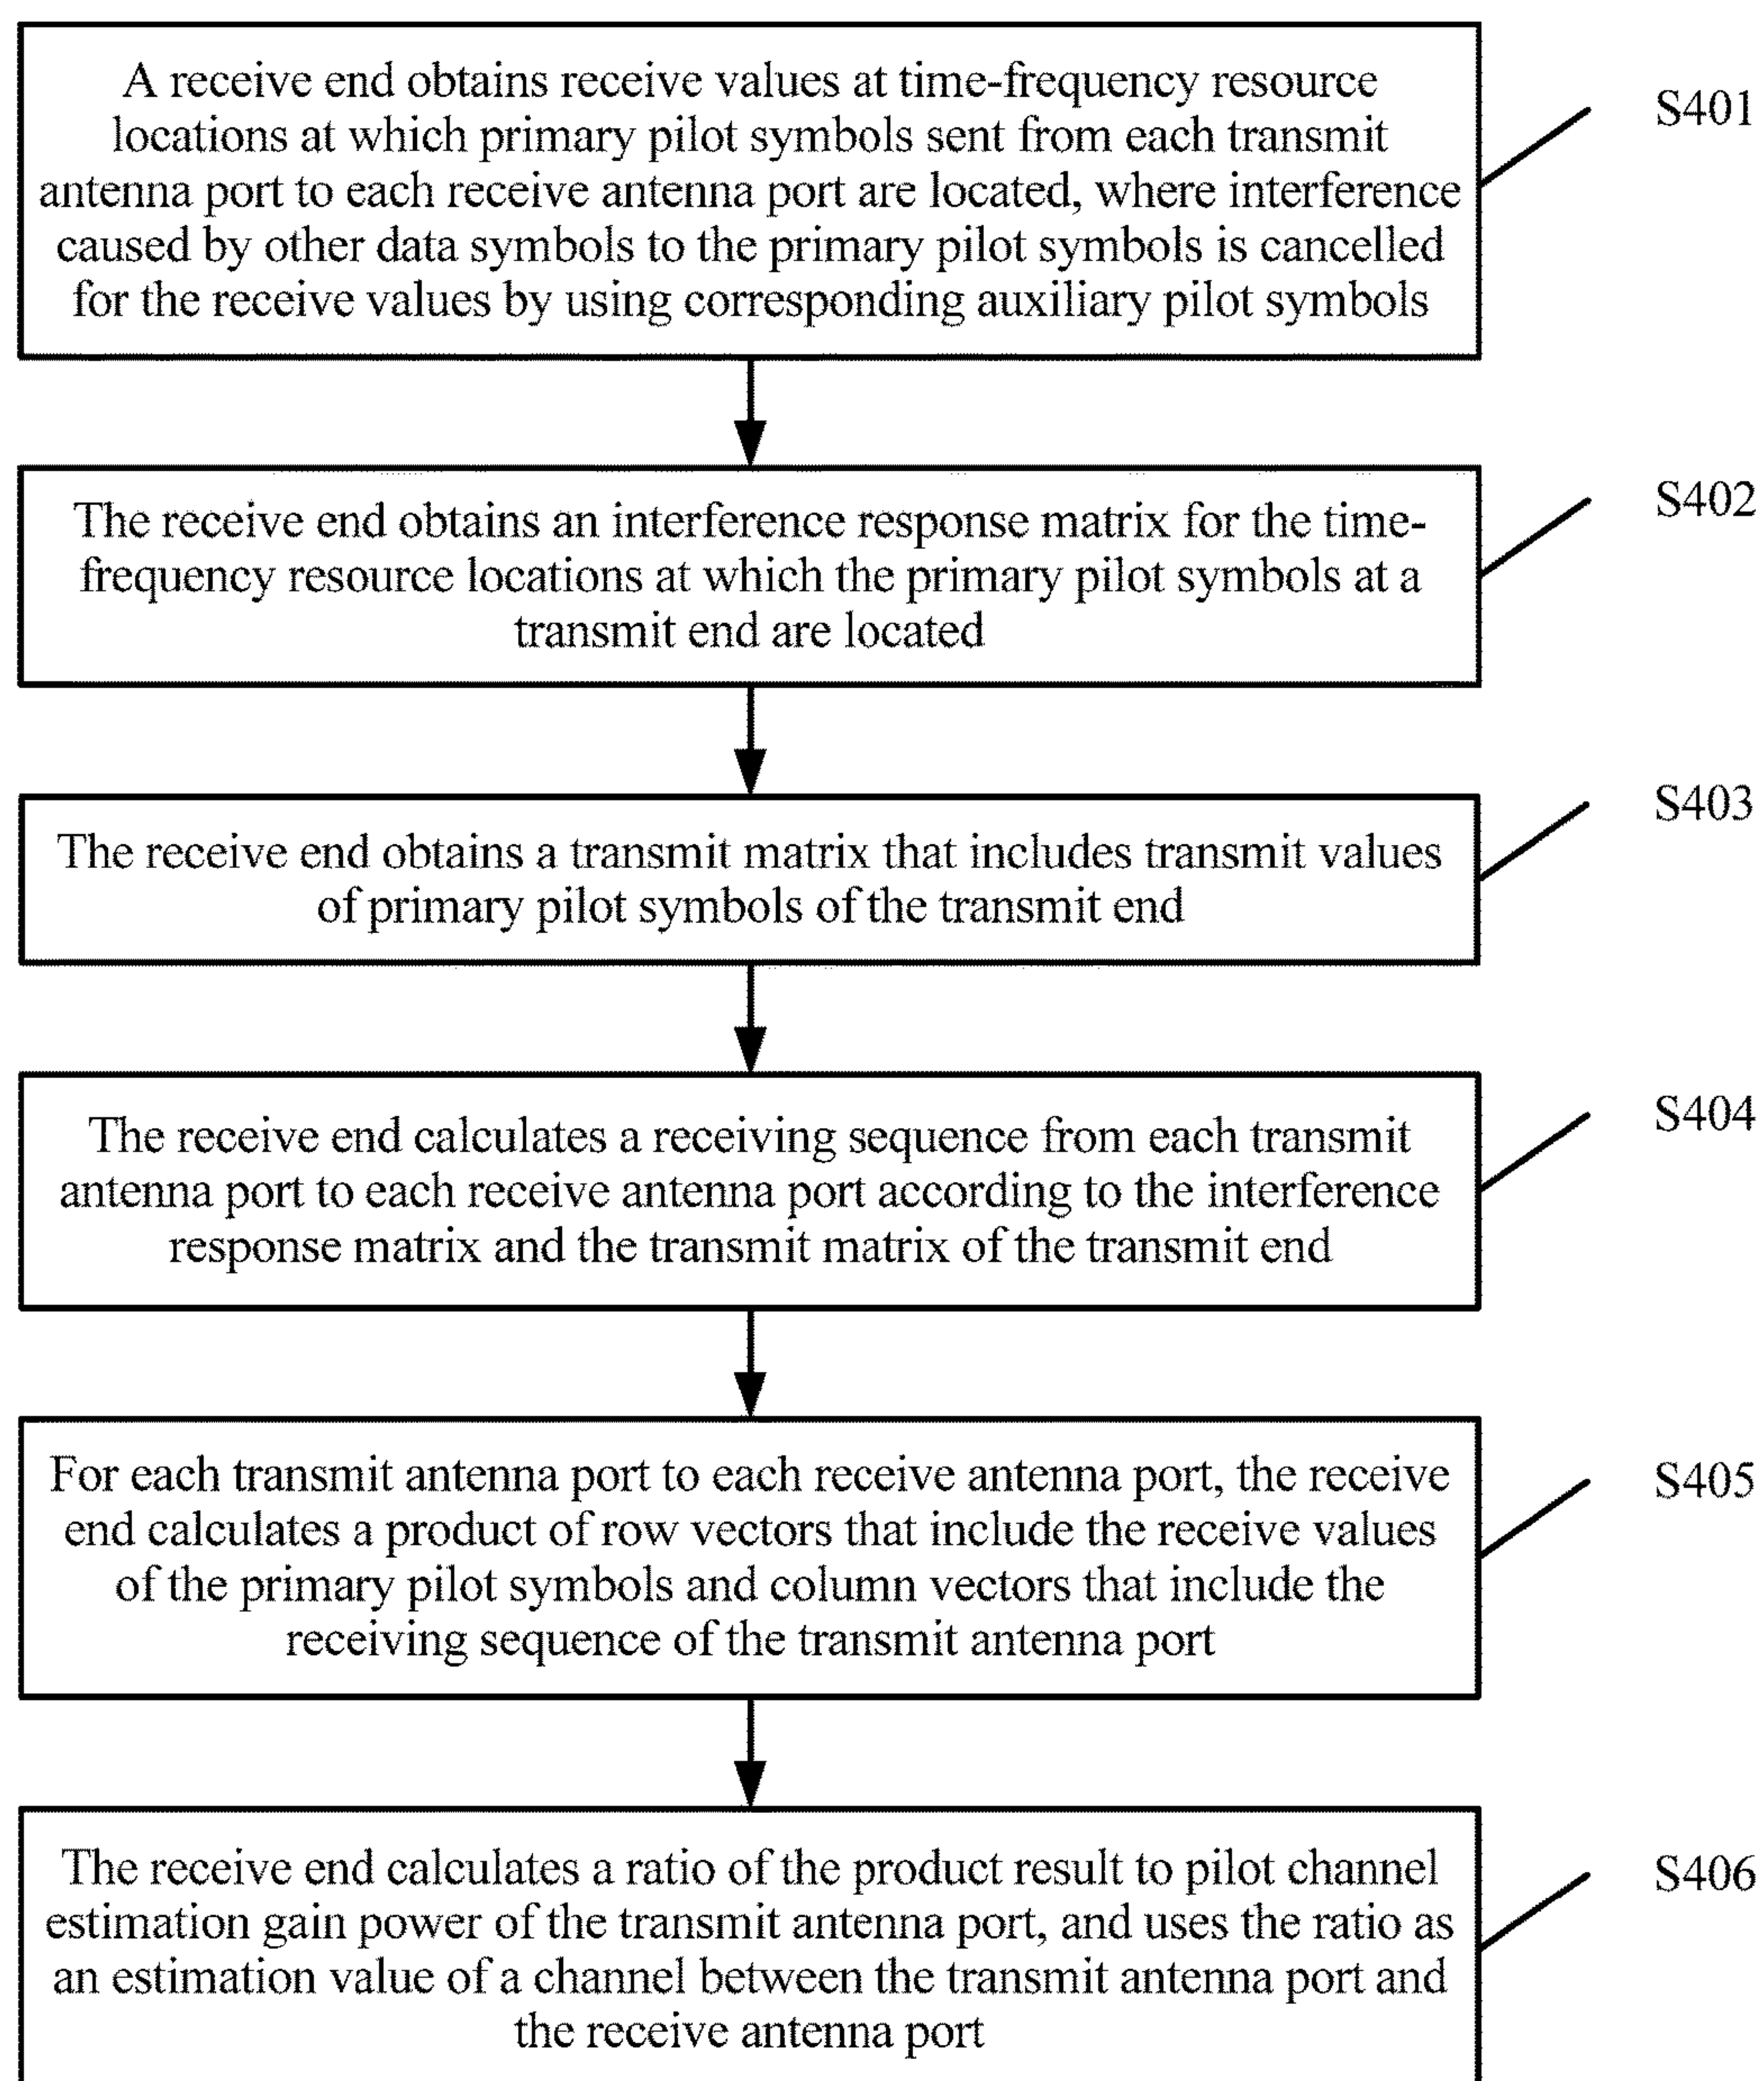 A receive end obtains receive values at time-frequency resource
locations at which primary pilot symbols sent from each transmit
antenna port to each receive antenna port are located, where interference
caused by other data symbols to the primary pilot symbols is cancelled
for the receive values by using corresponding auxiliary pilot symbols
S401
The receive end obtains an interference response matrix for the time-
frequency resource locations at which the primary pilot symbols at a
transmit end are located
S402
The receive end obtains a transmit matrix that includes transmit values
of primary pilot symbols of the transmit end
S403
The receive end calculates a receiving sequence from each transmit
antenna port to each receive antenna port according to the interference
response matrix and the transmit matrix of the transmit end
S404
For each transmit antenna port to each receive antenna port, the receive
end calculates a product of row vectors that include the receive values
of the primary pilot symbols and column vectors that include the
receiving sequence of the transmit antenna port
S405
The receive end calculates a ratio of the product result to pilot channel
estimation gain power of the transmit antenna port, and uses the ratio as
an estimation value of a channel between the transmit antenna port and
the receive antenna port
S406